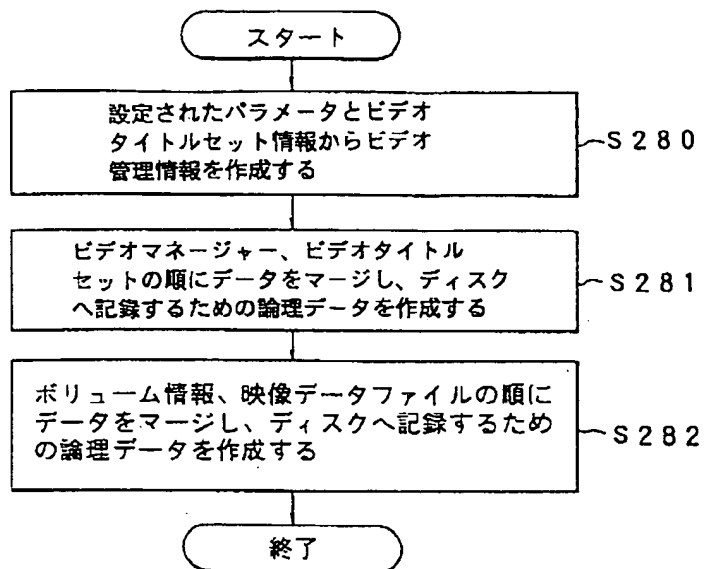 スタート
設定されたパラメータとビデオ
タイトルセット情報からビデオ
管理情報を作成する
S280
ビデオマネージャー、ビデオタイトル
セットの順にデータをマージし、ディスク
へ記録するための論理データを作成する
S281
ボリューム情報、映像データファイルの順に
データをマージし、ディスクへ記録するため
の論理データを作成する
S282
終了